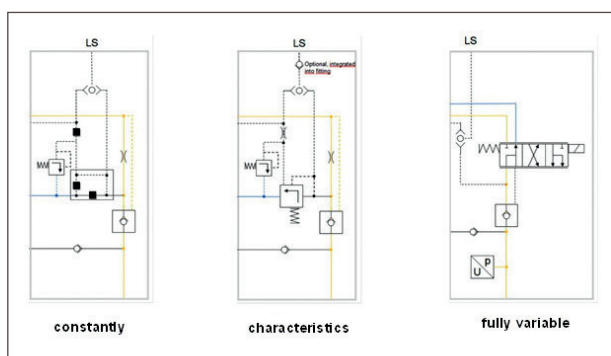 LS
LS
Optional, integrated
into fitting
LS
P
U
constantly
characteristics
fully variable